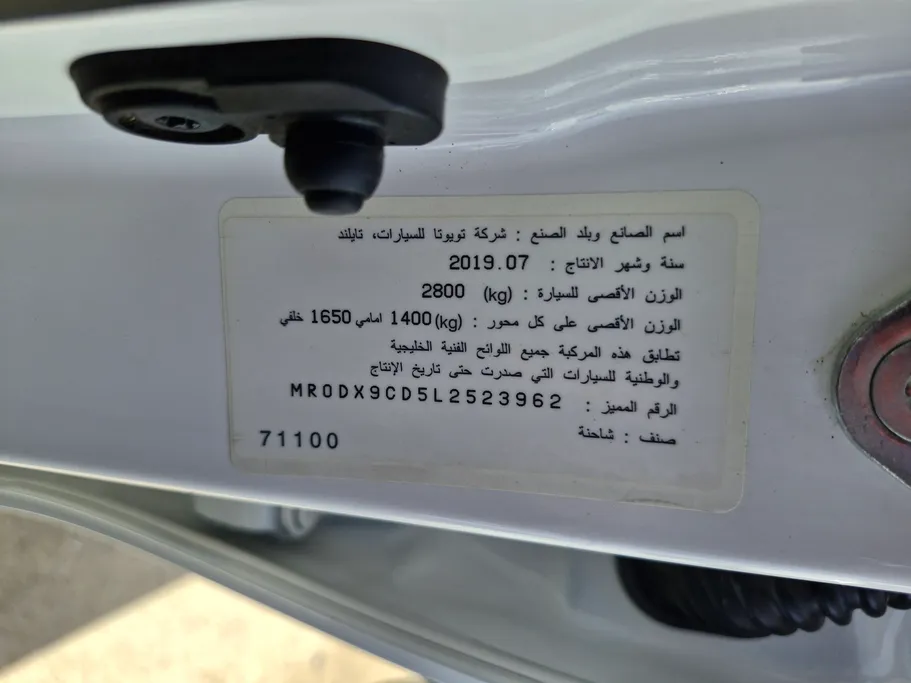 اسم الصانع وبلد الصنع : شركة تويوتا للسيارات، تايلند
سنة وشهر الانتاج : 2019.07
الوزن الأقصى للسيارة : (kg) 2800
الوزن الأقصى على كل محور : (kg) 1400 امامي 1650 خلفي
تطابق هذه المركبة جميع اللوائح الفنية الخليجية
والوطنية للسيارات التي صدرت حتى تاريخ الإنتاج
الرقم المميز : MR0DX9CD5L2523962
صنف : شاحنة
71100